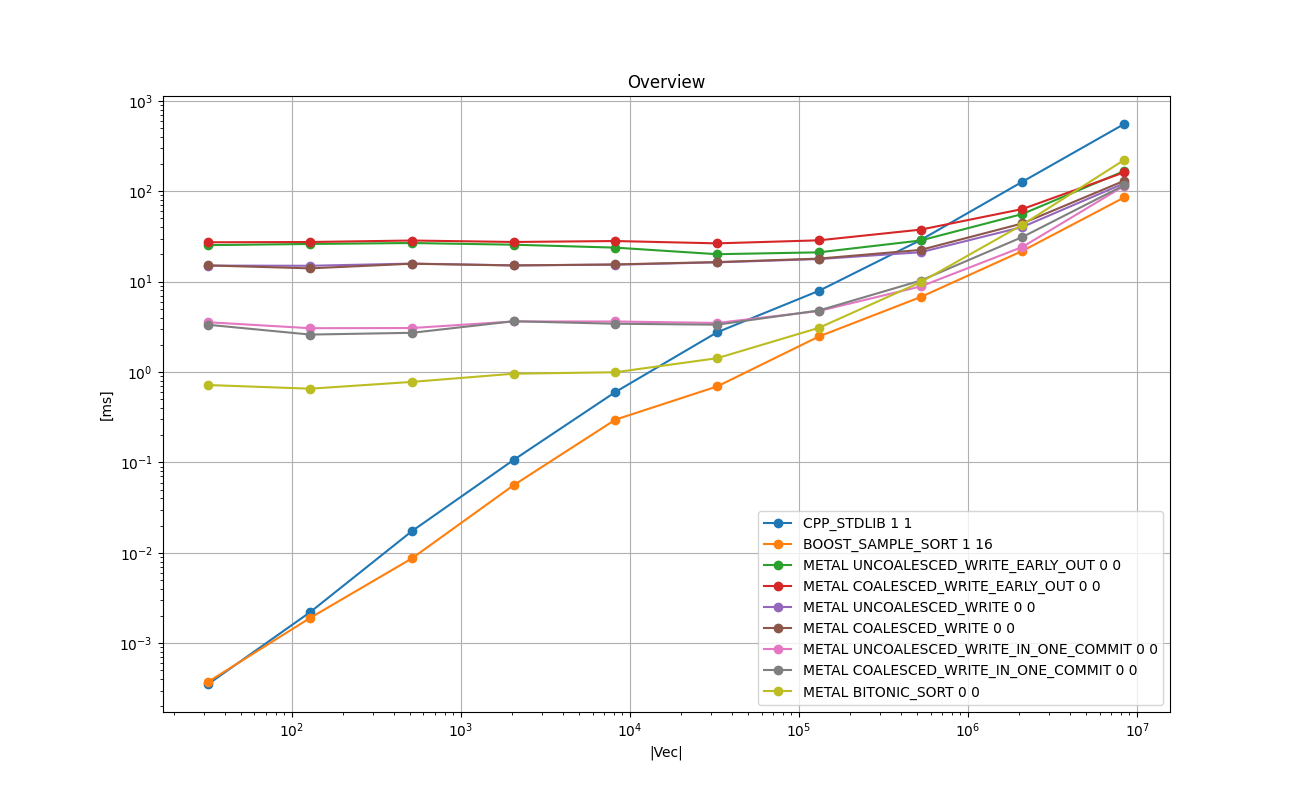 Overview
10³
10²
10¹
10⁰
10⁻¹
10⁻²
10⁻³
[ms]
CPP_STDLIB 1 1
BOOST_SAMPLE_SORT 1 16
METAL UNCOALESCED_WRITE_EARLY_OUT 0 0
METAL COALESCED_WRITE_EARLY_OUT 0 0
METAL UNCOALESCED_WRITE 0 0
METAL COALESCED_WRITE 0 0
METAL UNCOALESCED_WRITE_IN_ONE_COMMIT 0 0
METAL COALESCED_WRITE_IN_ONE_COMMIT 0 0
METAL BITONIC_SORT 0 0
10² 10³ 10⁴ 10⁵ 10⁶ 10⁷
|Vec|